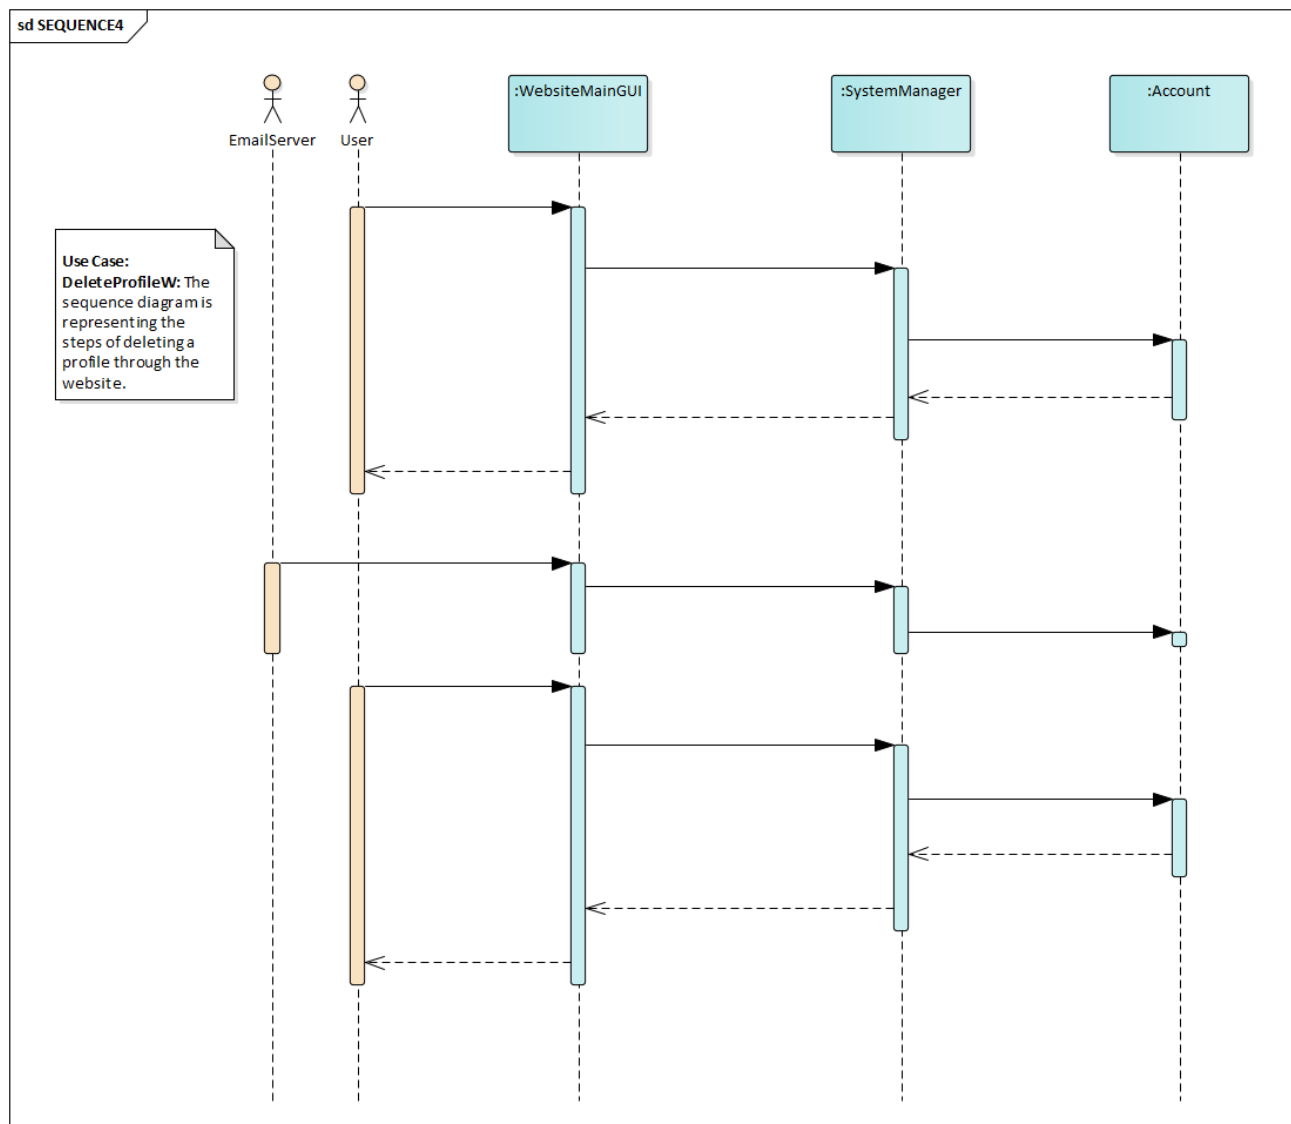 sd SEQUENCE4
EmailServer
User
:WebsiteMainGUI
:SystemManager
:Account
Use Case:
DeleteProfileW: The
sequence diagram is
representing the
steps of deleting a
profile through the
website.